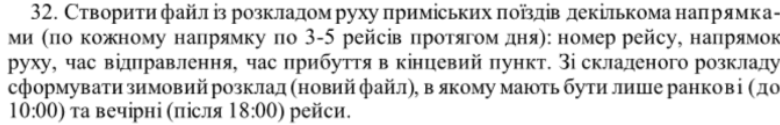 32. Створити файл із розкладом руху приміських поїздів декількома напрямка-
ми (по кожному напрямку по 3-5 рейсів протягом дня): номер рейсу, напрямок
руху, час відправлення, час прибуття в кінцевий пункт. Зі складеного розкладу
сформувати зимовий розклад (новий файл), в якому мають бути лише ранкові (до
10:00) та вечірні (після 18:00) рейси.